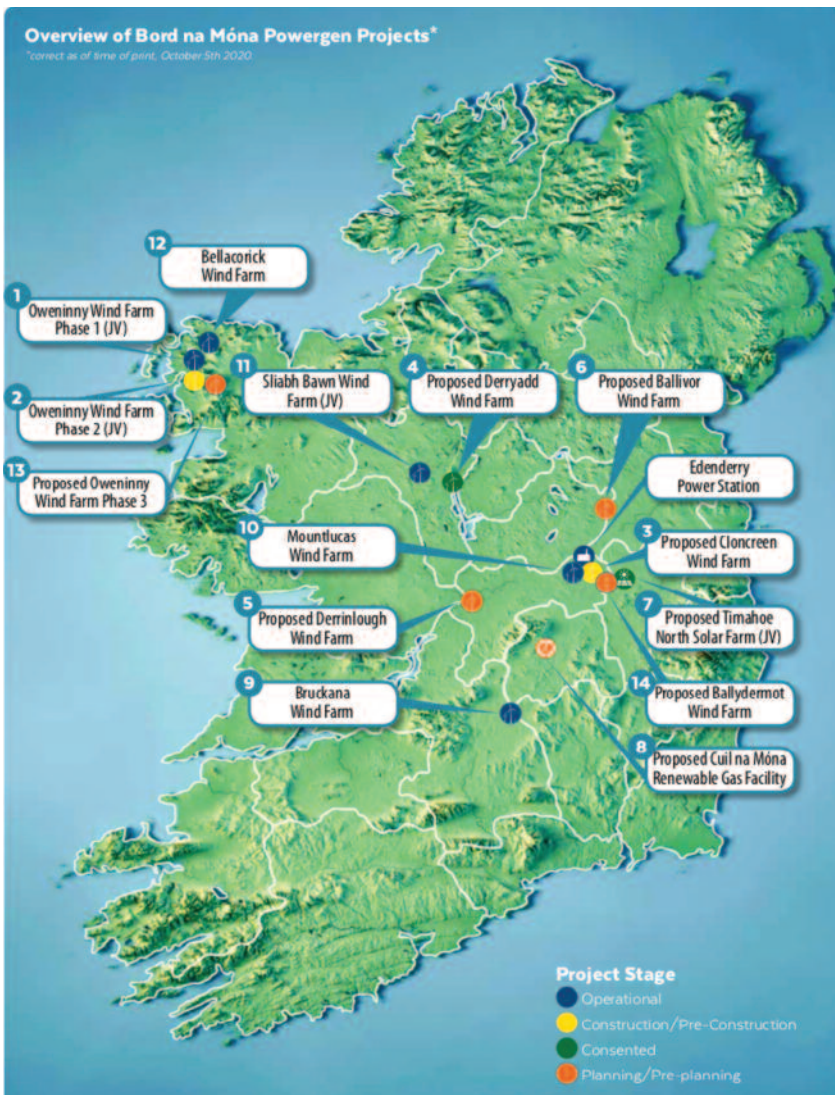 Overview of Bord na Móna Powergen Projects*
*correct as of time of print, October 5th 2020
12
Bellacorick
Wind Farm
1
Oweninny Wind Farm
Phase 1 (JV)
11
Sliabh Bawn Wind
Farm (JV)
4
Proposed Derryadd
Wind Farm
6
Proposed Ballivor
Wind Farm
2
Oweninny Wind Farm
Phase 2 (JV)
13
Proposed Oweninny
Wind Farm Phase 3
Edenderry
Power Station
10
Mountlucas
Wind Farm
3
Proposed Cloncreen
Wind Farm
5
Proposed Derrinlough
Wind Farm
7
Proposed Timahoe
North Solar Farm (JV)
9
Bruckana
Wind Farm
14
Proposed Ballydermot
Wind Farm
8
Proposed Cuil na Móna
Renewable Gas Facility
Project Stage
Operational
Construction/Pre-Construction
Consented
Planning/Pre-planning